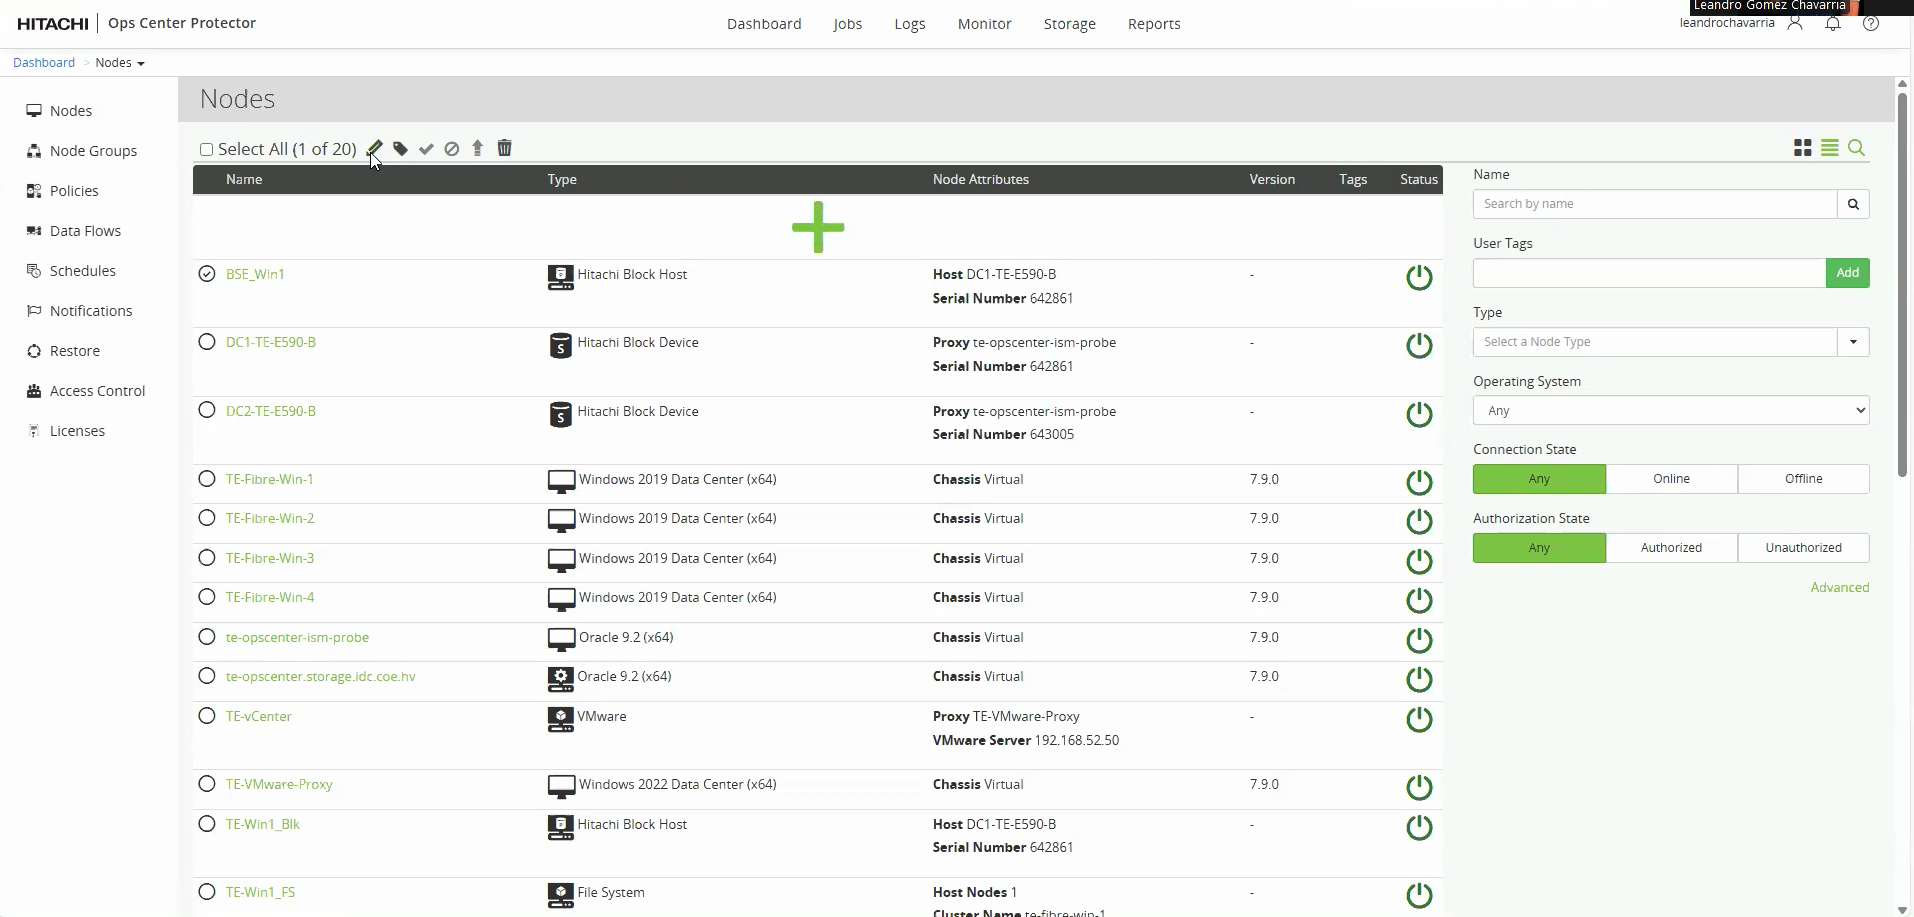 Leandro Gomez Chavarria
HITACHI Ops Center Protector
Dashboard Jobs Logs Monitor Storage Reports
leandrochavarria
Dashboard > Nodes
Nodes
Node Groups
Policies
Data Flows
Schedules
Notifications
Restore
Access Control
Licenses
Nodes
Select All (1 of 20)
Name Type Node Attributes Version Tags Status
BSE_Win1 Hitachi Block Host Host DC1-TE-E590-B -
Serial Number 642861
DC1-TE-E590-B Hitachi Block Device Proxy te-opscenter-ism-probe -
Serial Number 642861
DC2-TE-E590-B Hitachi Block Device Proxy te-opscenter-ism-probe -
Serial Number 643005
TE-Fibre-Win-1 Windows 2019 Data Center (x64) Chassis Virtual 7.9.0
TE-Fibre-Win-2 Windows 2019 Data Center (x64) Chassis Virtual 7.9.0
TE-Fibre-Win-3 Windows 2019 Data Center (x64) Chassis Virtual 7.9.0
TE-Fibre-Win-4 Windows 2019 Data Center (x64) Chassis Virtual 7.9.0
te-opscenter-ism-probe Oracle 9.2 (x64) Chassis Virtual 7.9.0
te-opscenter.storage.idc.coe.hv Oracle 9.2 (x64) Chassis Virtual 7.9.0
TE-vCenter VMware Proxy TE-VMware-Proxy -
VMware Server 192.168.52.50
TE-VMware-Proxy Windows 2022 Data Center (x64) Chassis Virtual 7.9.0
TE-Win1_Blk Hitachi Block Host Host DC1-TE-E590-B -
Serial Number 642861
TE-Win1_FS File System Host Nodes 1 -
Cluster Name te-fibre-win-1
Name
Search by name
User Tags
Add
Type
Select a Node Type
Operating System
Any
Connection State
Any Online Offline
Authorization State
Any Authorized Unauthorized
Advanced